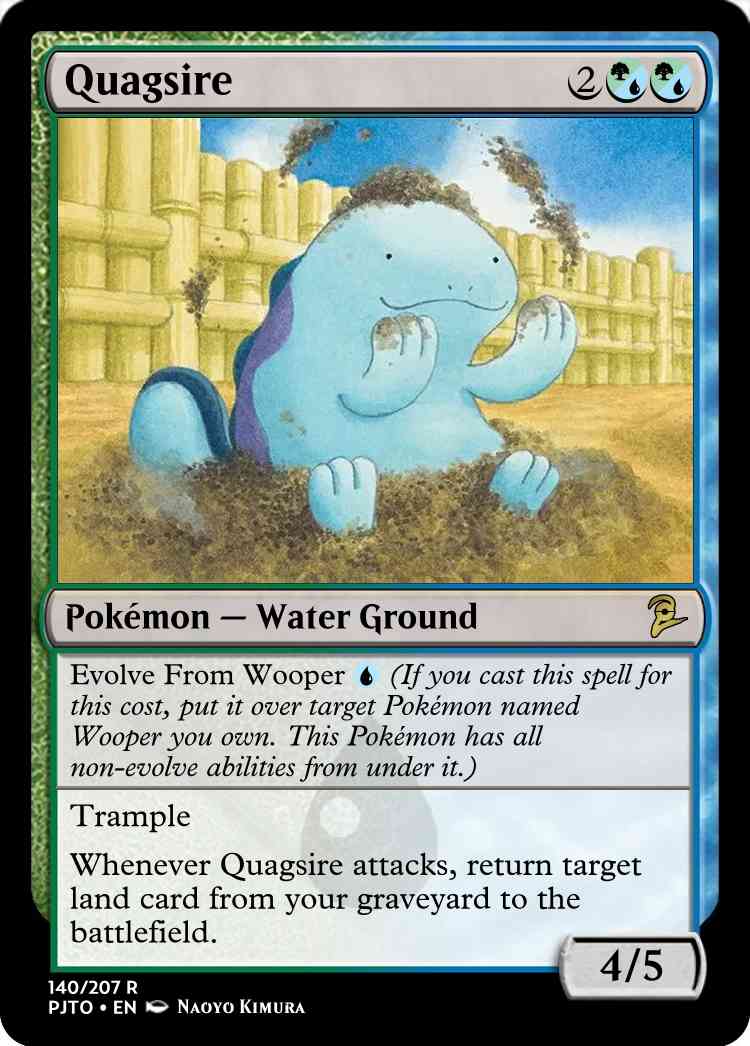 Quagsire 2
Pokémon — Water Ground
Evolve From Wooper (If you cast this spell for
this cost, put it over target Pokémon named
Wooper you own. This Pokémon has all
non-evolve abilities from under it.)
Trample
Whenever Quagsire attacks, return target
land card from your graveyard to the
battlefield.
4/5
140/207 R
PJTO • EN Naoyo Kimura